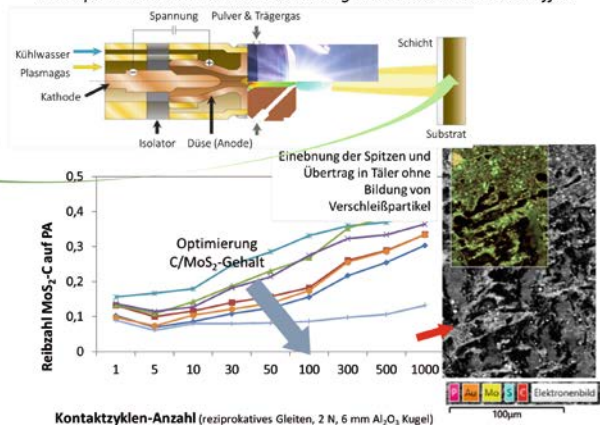 Spannung
Pulver & Trägergas
Kühlwasser
Plasmagas
Kathode
Isolator
Düse (Anode)
Schicht
Substrat
Einebnung der Spitzen und
Übertrag in Täler ohne
Bildung von
Verschleißpartikel
Reibzahl MoS₂-C auf PA
0,5
0,4
0,3
0,2
0,1
0
Optimierung
C/MoS₂-Gehalt
1 5 10 30 50 100 300 500 1000
Kontaktzyklen-Anzahl (reziprokatives Gleiten, 2 N, 6 mm Al₂O₃ Kugel)
P Au Mo S C Elektronenbild
100µm